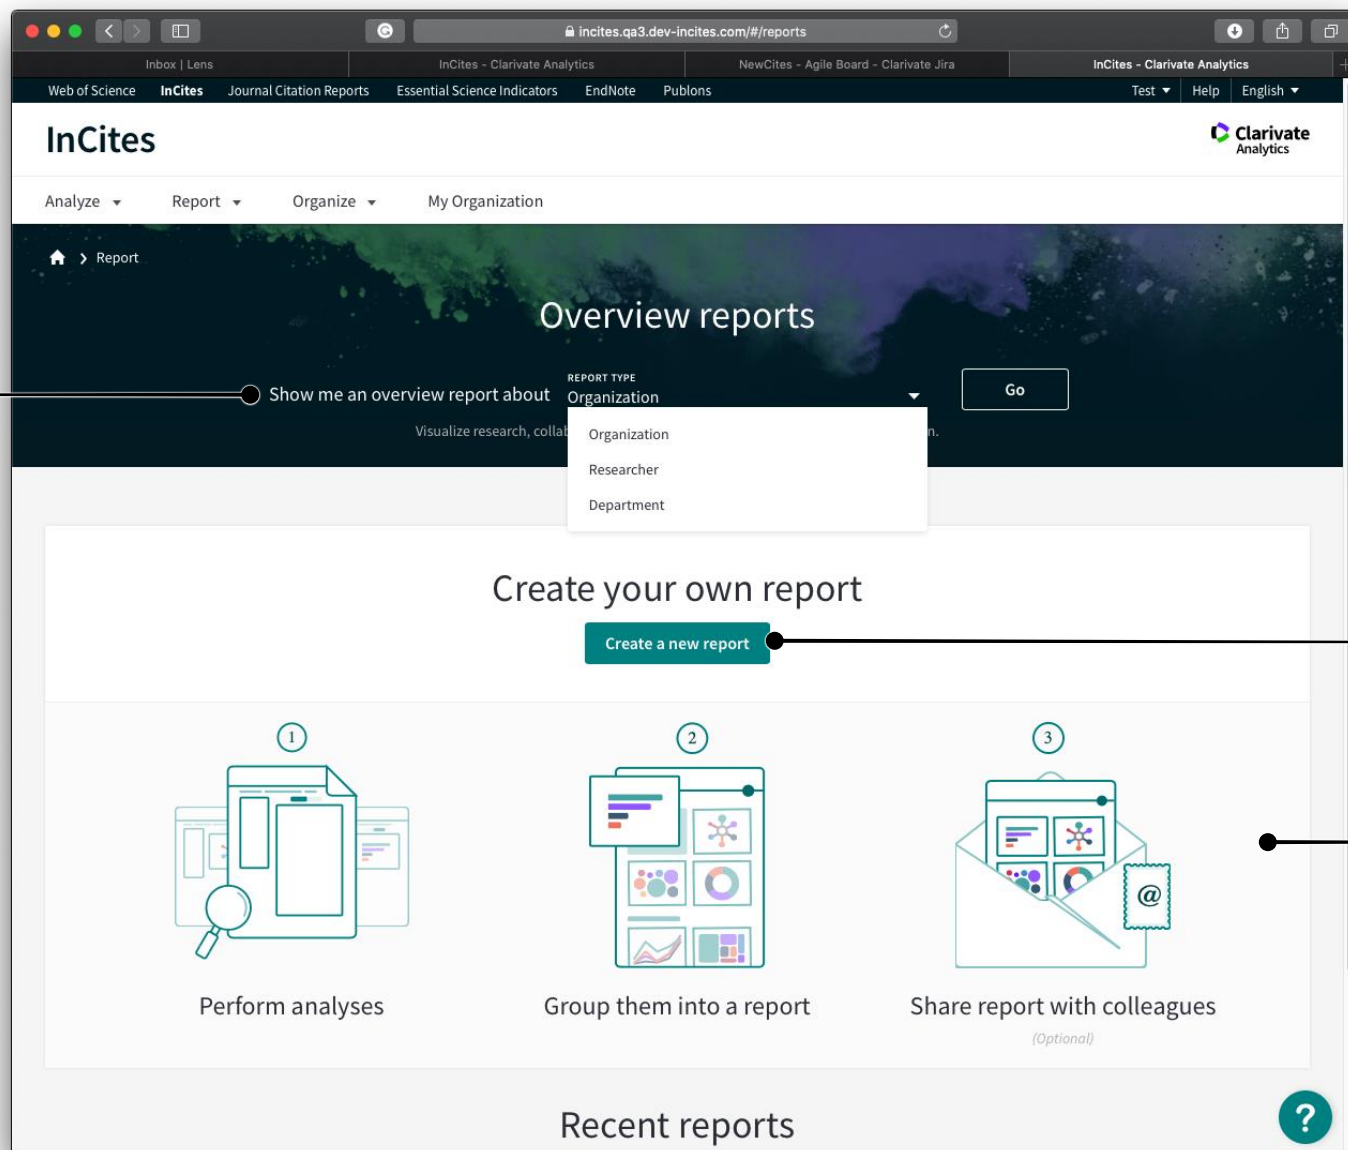 incites.qa3.dev-incites.com/#/reports
Inbox | Lens InCites - Clarivate Analytics NewCites - Agile Board - Clarivate Jira InCites - Clarivate Analytics
Web of Science InCites Journal Citation Reports Essential Science Indicators EndNote Publons Test Help English
InCites
Clarivate
Analytics
Analyze Report Organize My Organization
Report
Overview reports
REPORT TYPE
Show me an overview report about Organization Go
Visualize research, collab n.
Organization
Researcher
Department
Create your own report
Create a new report
1 2 3
@
Perform analyses Group them into a report Share report with colleagues
(Optional)
Recent reports
?